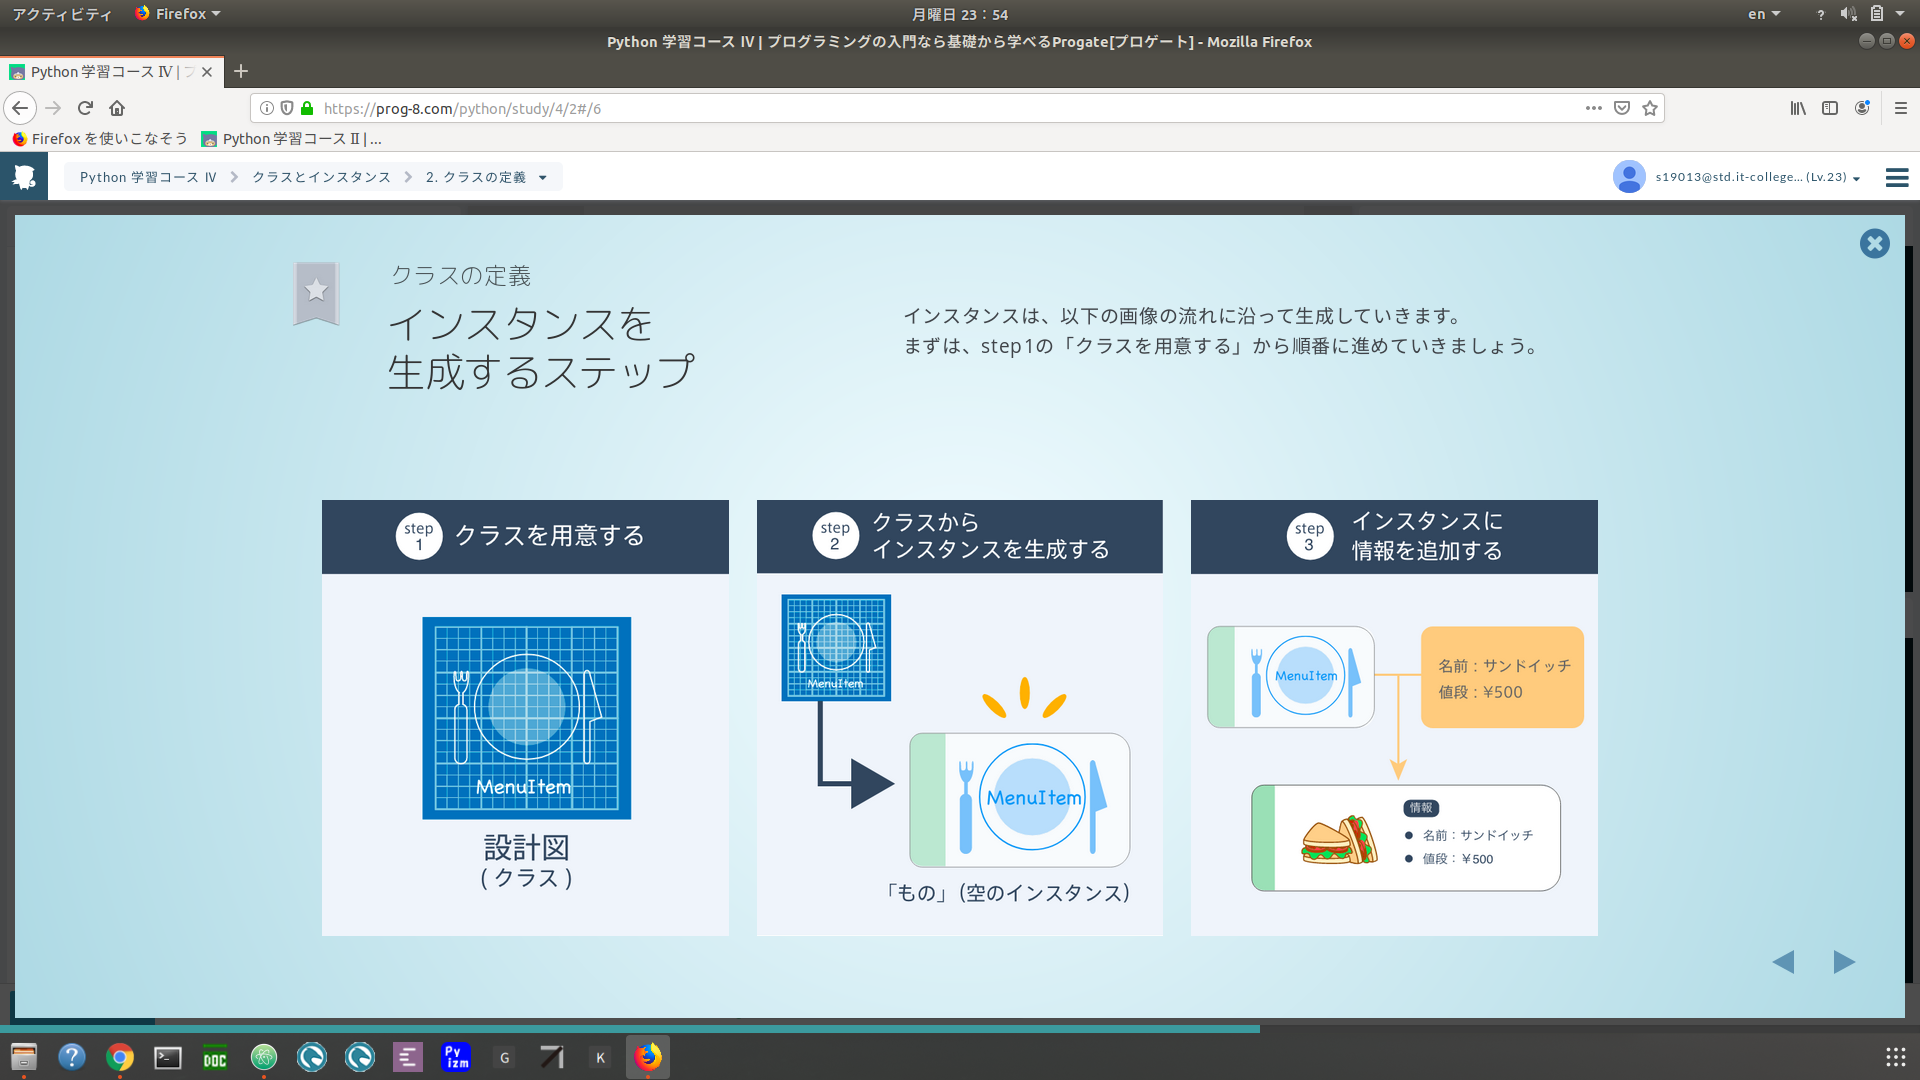 アクティビティ
Firefox
月曜日 23：54
en
Python 学習コース Ⅳ | プログラミングの入門なら基礎から学べるProgate[プロゲート] - Mozilla Firefox
Python 学習コース Ⅳ | プ
https://prog-8.com/python/study/4/2#/6
Firefox を使いこなそう
Python 学習コース Ⅱ | ...
Python 学習コース Ⅳ
クラスとインスタンス
2. クラスの定義
s19013@std.it-college... (Lv.23)
クラスの定義
インスタンスを
生成するステップ
インスタンスは、以下の画像の流れに沿って生成していきます。
まずは、step1の「クラスを用意する」から順番に進めていきましょう。
step
1
クラスを用意する
MenuItem
設計図
( クラス )
step
2
クラスから
インスタンスを生成する
MenuItem
MenuItem
「もの」(空のインスタンス)
step
3
インスタンスに
情報を追加する
MenuItem
名前：サンドイッチ
値段：¥500
情報
● 名前：サンドイッチ
● 値段：¥500
DOC
Py
izm
G
K